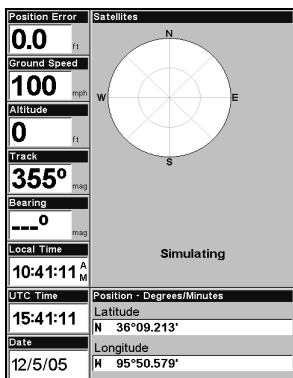 Position Error
0.0 ft
Ground Speed
100 mph
Altitude
0 ft
Track
355º mag
Bearing
---º mag
Local Time
10:41:11 AM
UTC Time
15:41:11
Date
12/5/05
Satellites
N
W
E
S
Simulating
Position - Degrees/Minutes
Latitude
N 36°09.213'
Longitude
W 95°50.579'